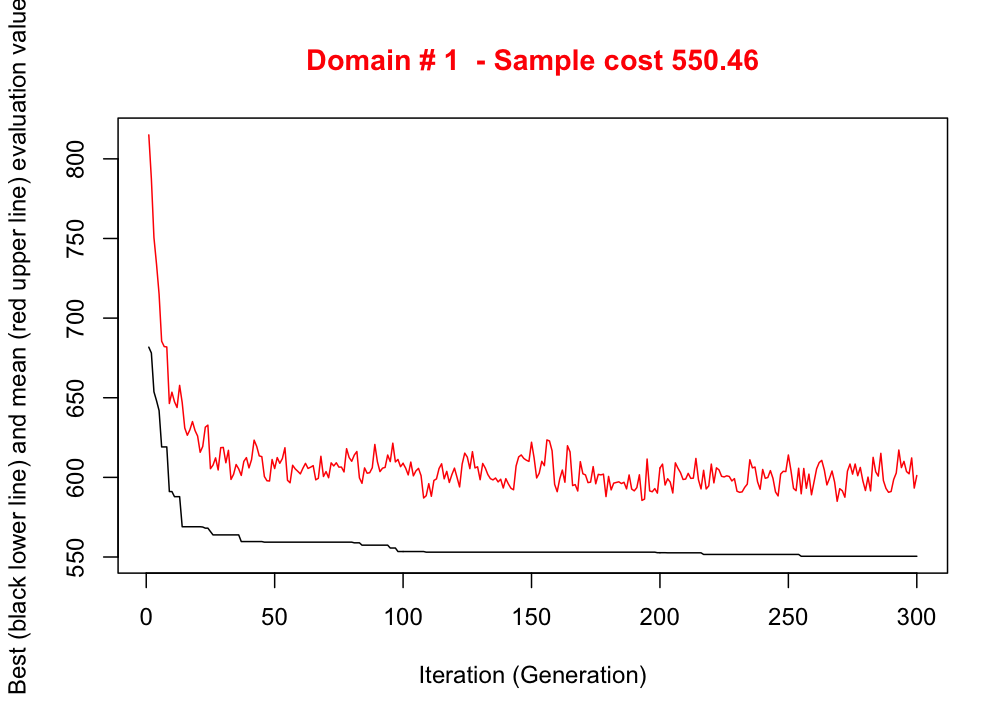 Domain # 1 - Sample cost 550.46
Best (black lower line) and mean (red upper line) evaluation value
800
750
700
650
600
550
0 50 100 150 200 250 300
Iteration (Generation)